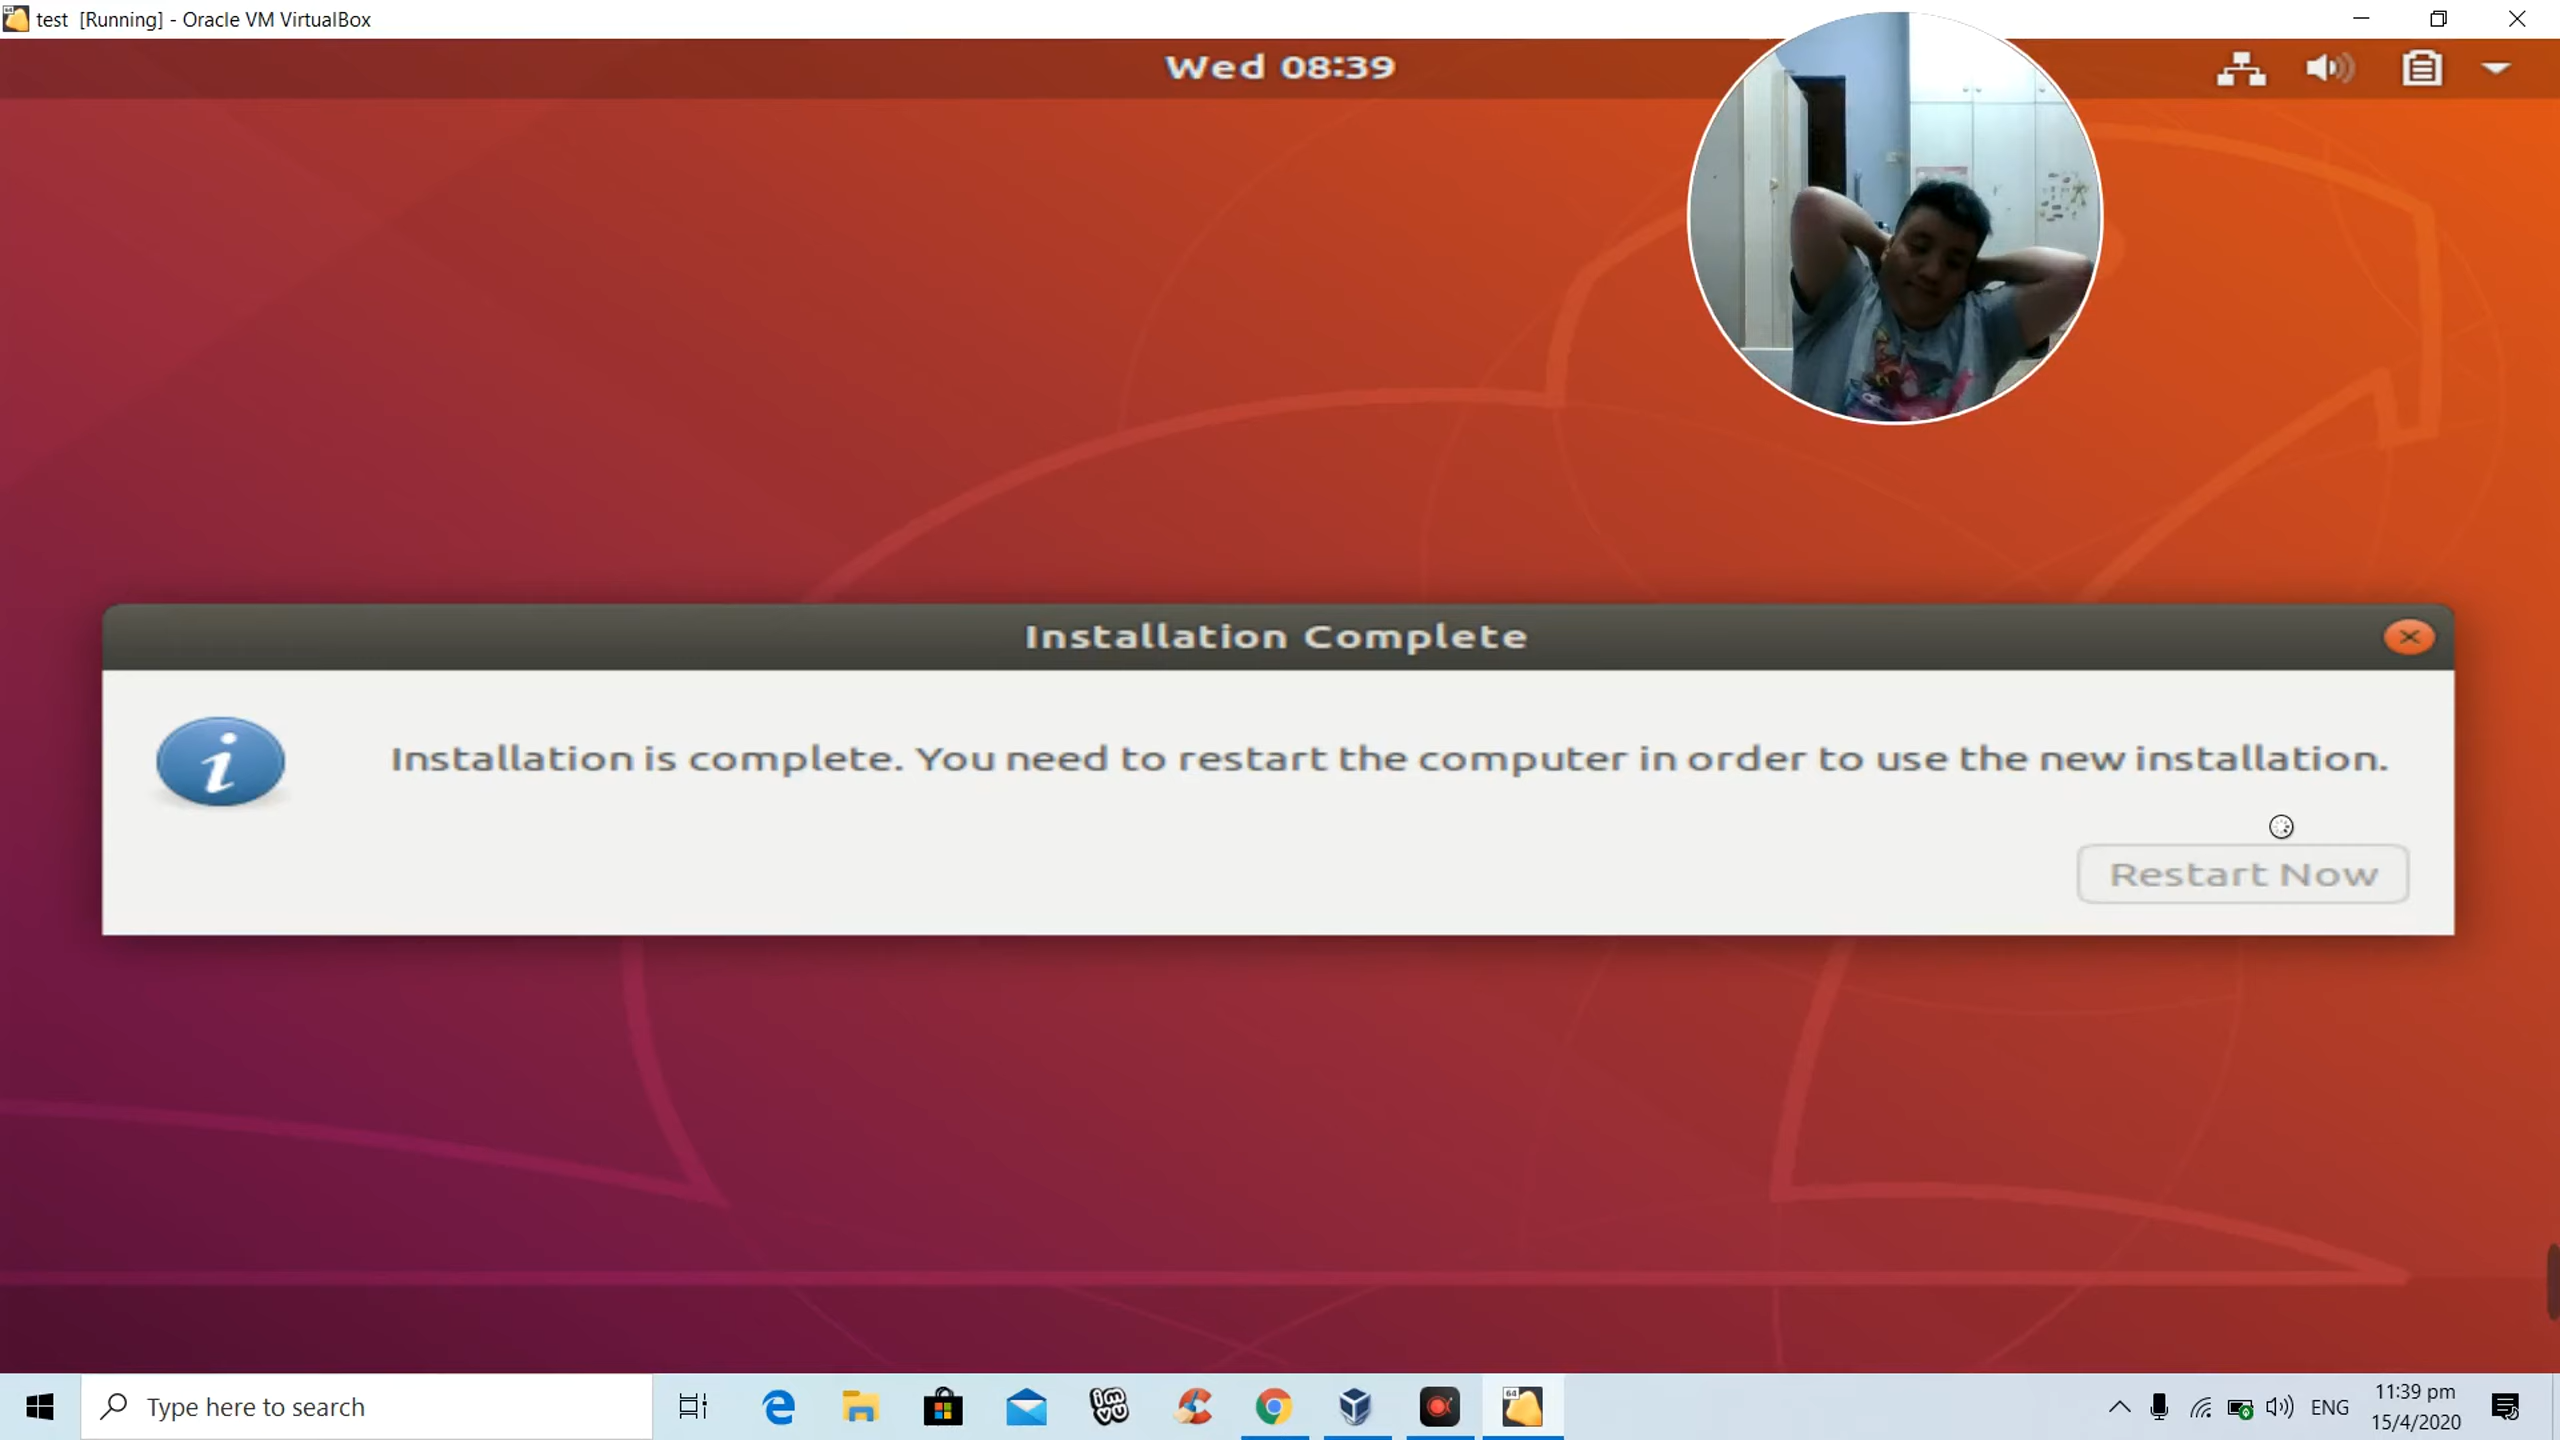 test [Running] - Oracle VM VirtualBox
Wed 08:39
Installation Complete
Installation is complete. You need to restart the computer in order to use the new installation.
Restart Now
Type here to search
imvu
64
ENG
11:39 pm
15/4/2020